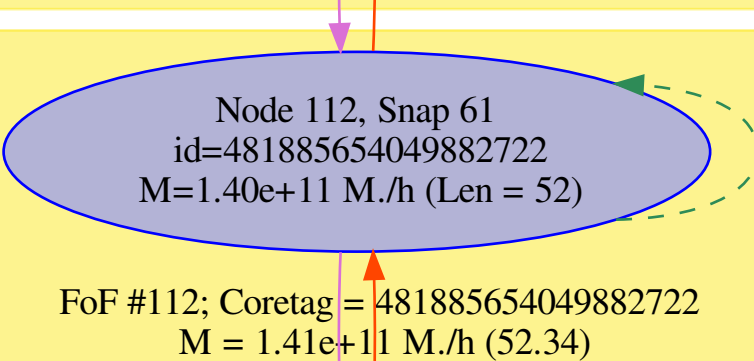 Node 112, Snap 61
id=481885654049882722
M=1.40e+11 M./h (Len = 52)
FoF #112; Coretag = 481885654049882722
M = 1.41e+11 M./h (52.34)